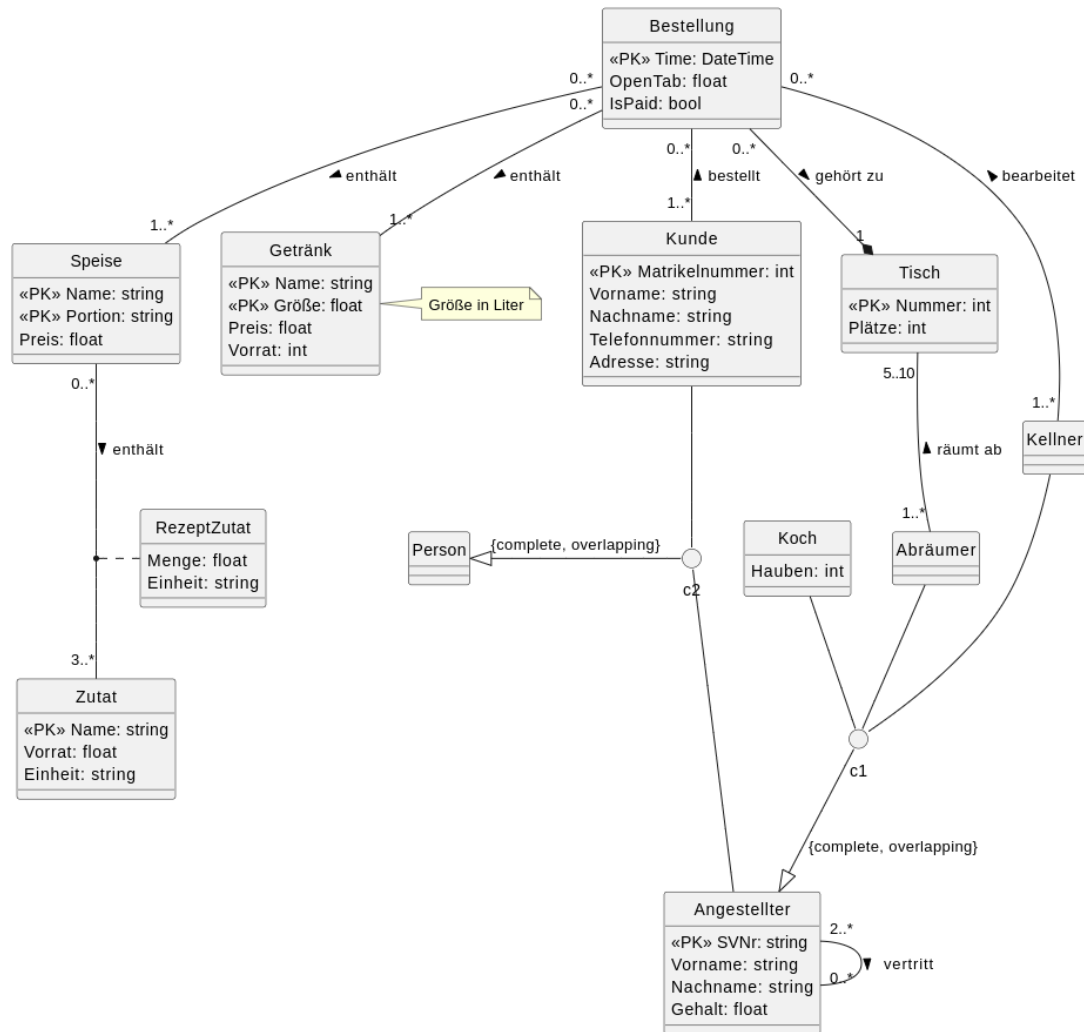 Bestellung
«PK» Time: DateTime
OpenTab: float
IsPaid: bool
0..*
0..*
0..*
0..*
0..*
enthält
enthält
bestellt
gehört zu
bearbeitet
1..*
1..*
1..*
1
Speise
«PK» Name: string
«PK» Portion: string
Preis: float
Getränk
«PK» Name: string
«PK» Größe: float
Preis: float
Vorrat: int
Größe in Liter
Kunde
«PK» Matrikelnummer: int
Vorname: string
Nachname: string
Telefonnummer: string
Adresse: string
Tisch
«PK» Nummer: int
Plätze: int
0..*
5..10
1..*
Kellner
enthält
räumt ab
RezeptZutat
Menge: float
Einheit: string
1..*
Person
{complete, overlapping}
c2
Koch
Hauben: int
Abräumer
3..*
Zutat
«PK» Name: string
Vorrat: float
Einheit: string
c1
{complete, overlapping}
Angestellter
«PK» SVNr: string
Vorname: string
Nachname: string
Gehalt: float
2..*
vertritt
0..*